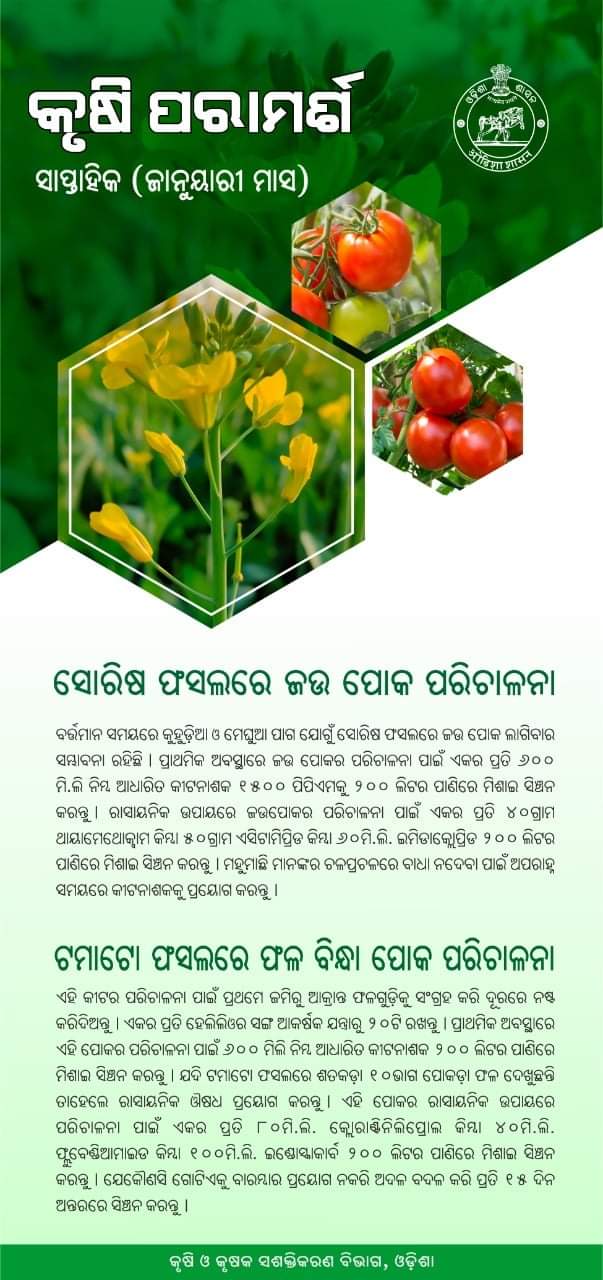 କୃଷି ପରାମର୍ଶ
ସାପ୍ତାହିକ (ଜାନୁୟାରୀ ମାସ)
ଓଡ଼ିଶା ଶାସନ
ओडिशा शासन
ସୋରିଷ ଫସଲରେ ଜଉ ପୋକ ପରିଚାଳନା
ବର୍ତ୍ତମାନ ସମୟରେ କୁହୁଡ଼ିଆ ଓ ମେଘୁଆ ପାଗ ଯୋଗୁଁ ସୋରିଷ ଫସଲରେ ଜଉ ପୋକ ଲାଗିବାର
ସମ୍ଭାବନା ରହିଛି । ପ୍ରାଥମିକ ଅବସ୍ଥାରେ ଜଉ ପୋକର ପରିଚାଳନା ପାଇଁ ଏକର ପ୍ରତି ୬୦୦
ମି.ଲି ନିମ୍ବ ଆଧାରିତ କୀଟନାଶକ ୧୫୦୦ ପିପିଏମକୁ ୨୦୦ ଲିଟର ପାଣିରେ ମିଶାଇ ସିଞ୍ଚନ
କରନ୍ତୁ । ରାସାୟନିକ ଉପାୟରେ ଜଉପୋକର ପରିଚାଳନା ପାଇଁ ଏକର ପ୍ରତି ୪୦ଗ୍ରାମ
ଥାୟାମେଥୋକ୍ସାମ କିମ୍ବା ୫୦ଗ୍ରାମ ଏସିଟାମିପ୍ରିଡ କିମ୍ବା ୬୦ମି.ଲି. ଇମିଡାକ୍ଲୋପ୍ରିଡ ୨୦୦ ଲିଟର
ପାଣିରେ ମିଶାଇ ସିଞ୍ଚନ କରନ୍ତୁ । ମହୁମାଛି ମାନଙ୍କର ଚଳପ୍ରଚଳରେ ବାଧା ନଦେବା ପାଇଁ ଅପରାହ୍ନ
ସମୟରେ କୀଟନାଶକକୁ ପ୍ରୟୋଗ କରନ୍ତୁ ।
ଟମାଟୋ ଫସଲରେ ଫଳ ବିନ୍ଧା ପୋକ ପରିଚାଳନା
ଏହି କୀଟର ପରିଚାଳନା ପାଇଁ ପ୍ରଥମେ ଜମିରୁ ଆକ୍ରାନ୍ତ ଫଳଗୁଡ଼ିକୁ ସଂଗ୍ରହ କରି ଦୂରରେ ନଷ୍ଟ
କରିଦିଅନ୍ତୁ । ଏକର ପ୍ରତି ହେଲିଲିଓର ସଙ୍ଗ ଆକର୍ଷକ ଯନ୍ତାରୁ ୨୦ଟି ରଖନ୍ତୁ । ପ୍ରାଥମିକ ଅବସ୍ଥାରେ
ଏହି ପୋକର ପରିଚାଳନା ପାଇଁ ୬୦୦ ମିଲି ନିମ୍ବ ଆଧାରିତ କୀଟନାଶକ ୨୦୦ ଲିଟର ପାଣିରେ
ମିଶାଇ ସିଞ୍ଚନ କରନ୍ତୁ । ଯଦି ଟମାଟୋ ଫସଲରେ ଶତକଡ଼ା ୧୦ଭାଗ ପୋକଡ଼ା ଫଳ ଦେଖୁଛନ୍ତି
ତାହେଲେ ରାସାୟନିକ ଔଷଧ ପ୍ରୟୋଗ କରନ୍ତୁ । ଏହି ପୋକର ରାସାୟନିକ ଉପାୟରେ
ପରିଚାଳନା ପାଇଁ ଏକର ପ୍ରତି ୮୦ମି.ଲି. କ୍ଲୋରାଣ୍ଟ୍ରିନିଲିପ୍ରୋଲ କିମ୍ବା ୪୦ମି.ଲି.
ଫ୍ଲୁବେଣ୍ଡିଆମାଇଡ କିମ୍ବା ୧୦୦ମି.ଲି. ଇଣ୍ଡୋସ୍କାକାର୍ବ ୨୦୦ ଲିଟର ପାଣିରେ ମିଶାଇ ସିଞ୍ଚନ
କରନ୍ତୁ । ଯେକୌଣସି ଗୋଟିଏକୁ ବାରମ୍ବାର ପ୍ରୟୋଗ ନକରି ଅଦଳ ବଦଳ କରି ପ୍ରତି ୧୫ ଦିନ
ଅନ୍ତରରେ ସିଞ୍ଚନ କରନ୍ତୁ ।
କୃଷି ଓ କୃଷକ ସଶକ୍ତିକରଣ ବିଭାଗ, ଓଡ଼ିଶା